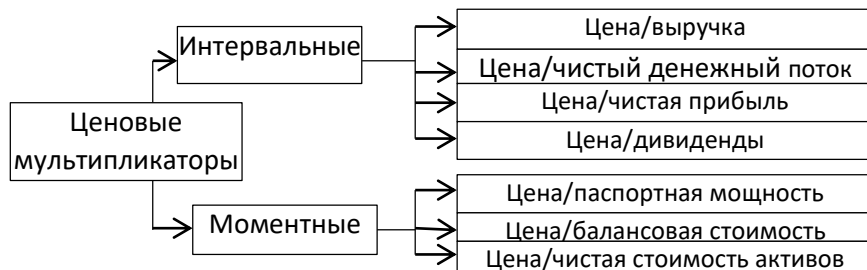 Ценовые
мультипликаторы
Интервальные
Цена/выручка
Цена/чистый денежный поток
Цена/чистая прибыль
Цена/дивиденды
Моментные
Цена/паспортная мощность
Цена/балансовая стоимость
Цена/чистая стоимость активов